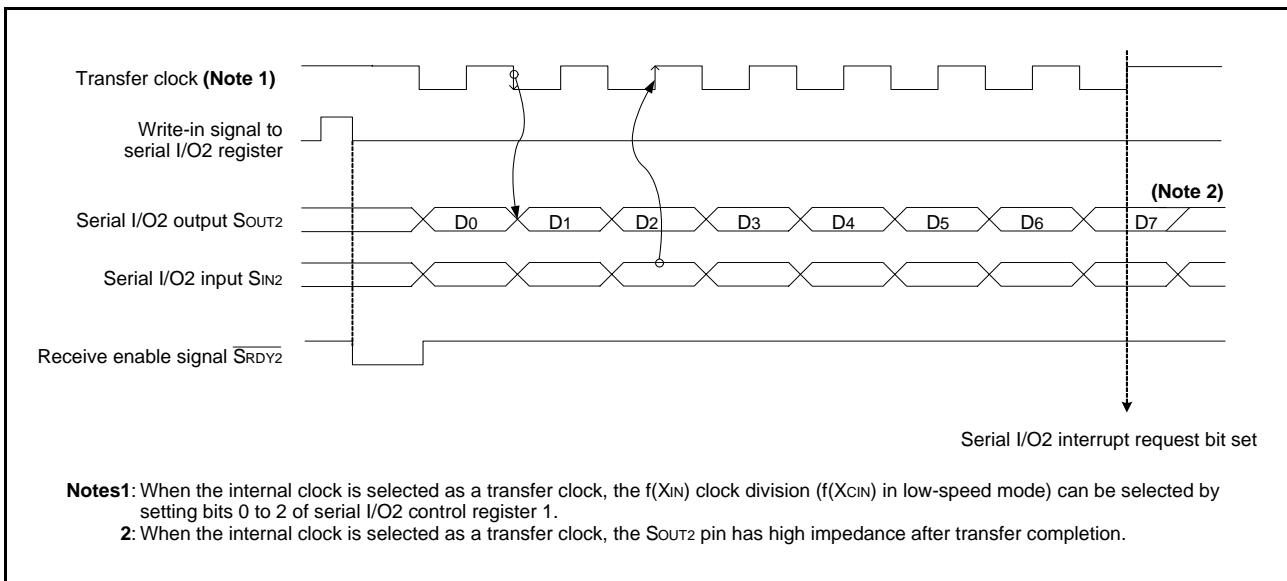 Transfer clock (Note 1)
Write-in signal to
serial I/O2 register
(Note 2)
Serial I/O2 output SOUT2
D0 D1 D2 D3 D4 D5 D6 D7
Serial I/O2 input SIN2
Receive enable signal S̅R̅D̅Y̅2̅
Serial I/O2 interrupt request bit set
Notes1: When the internal clock is selected as a transfer clock, the f(XIN) clock division (f(XCIN) in low-speed mode) can be selected by
setting bits 0 to 2 of serial I/O2 control register 1.
2: When the internal clock is selected as a transfer clock, the SOUT2 pin has high impedance after transfer completion.